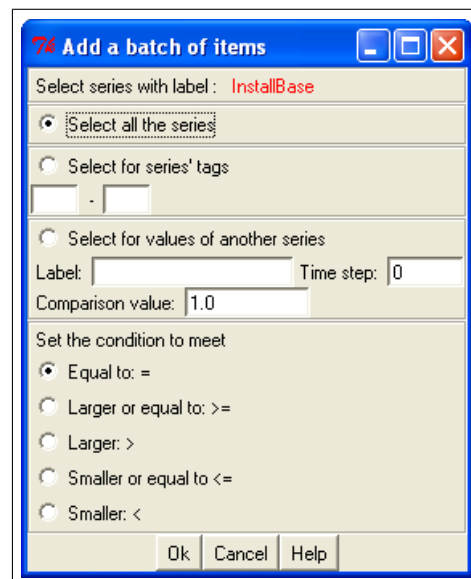 Add a batch of items
Select series with label : InstallBase
Select all the series
Select for series' tags
-
Select for values of another series
Label: Time step: 0
Comparison value: 1.0
Set the condition to meet
Equal to: =
Larger or equal to: >=
Larger: >
Smaller or equal to <=
Smaller: <
Ok Cancel Help